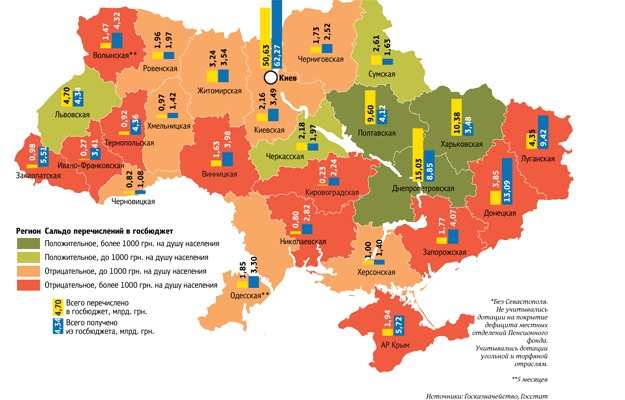 1,47 4,32
Волынская**
1,96 1,97
Ровенская
3,24 3,54
Житомирская
50,63 62,27
Киев
1,73 2,52
Черниговская
2,61 1,63
Сумская
4,70 4,34
Львовская
0,92 4,36
Тернопольская
0,97 1,42
Хмельницкая
2,16 3,49
Киевская
2,18 1,97
Черкасская
9,60 4,12
Полтавская
10,38 3,48
Харьковская
4,35 9,42
Луганская
0,98 5,51
Закарпатская
0,27 3,41
Ивано-Франковская
0,82 1,08
Черновицкая
1,63 3,98
Винницкая
0,23 2,24
Кировоградская
15,03 8,85
Днепропетровская
3,85 13,09
Донецкая
0,80 2,82
Николаевская
1,77 4,07
Запорожская
1,00 1,40
Херсонская
1,85 3,30
Одесская**
1,94 5,72
АР Крым
Регион Сальдо перечислений в госбюджет
Положительное, более 1000 грн. на душу населения
Положительное, до 1000 грн. на душу населения
Отрицательное, до 1000 грн. на душу населения
Отрицательное, более 1000 грн. на душу населения
4,70 Всего перечислено
в госбюджет, млрд. грн.
4,34 Всего получено
из госбюджета, млрд. грн.
*Без Севастополя.
Не учитывались
дотации на покрытие
дефицита местных
отделений Пенсионного
фонда.
Учитывались дотации
угольной и торфяной
отраслям.
**5 месяцев
Источники: Госказначейство, Госстат